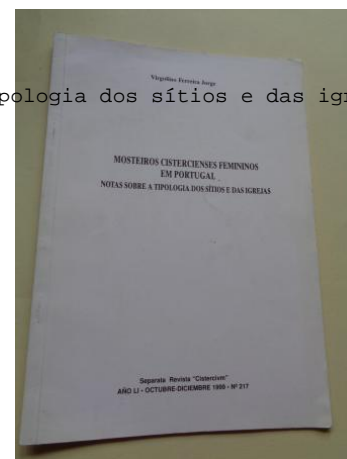 Virgolino Ferreira Jorge
pologia dos sítios e das igr
MOSTEIROS CISTERCIENSES FEMININOS
EM PORTUGAL
NOTAS SOBRE A TIPOLOGIA DOS SÍTIOS E DAS IGREJAS
Separata Revista "Cistercium"
AÑO LI - OCTUBRE-DICIEMBRE 1999 - Nº 217